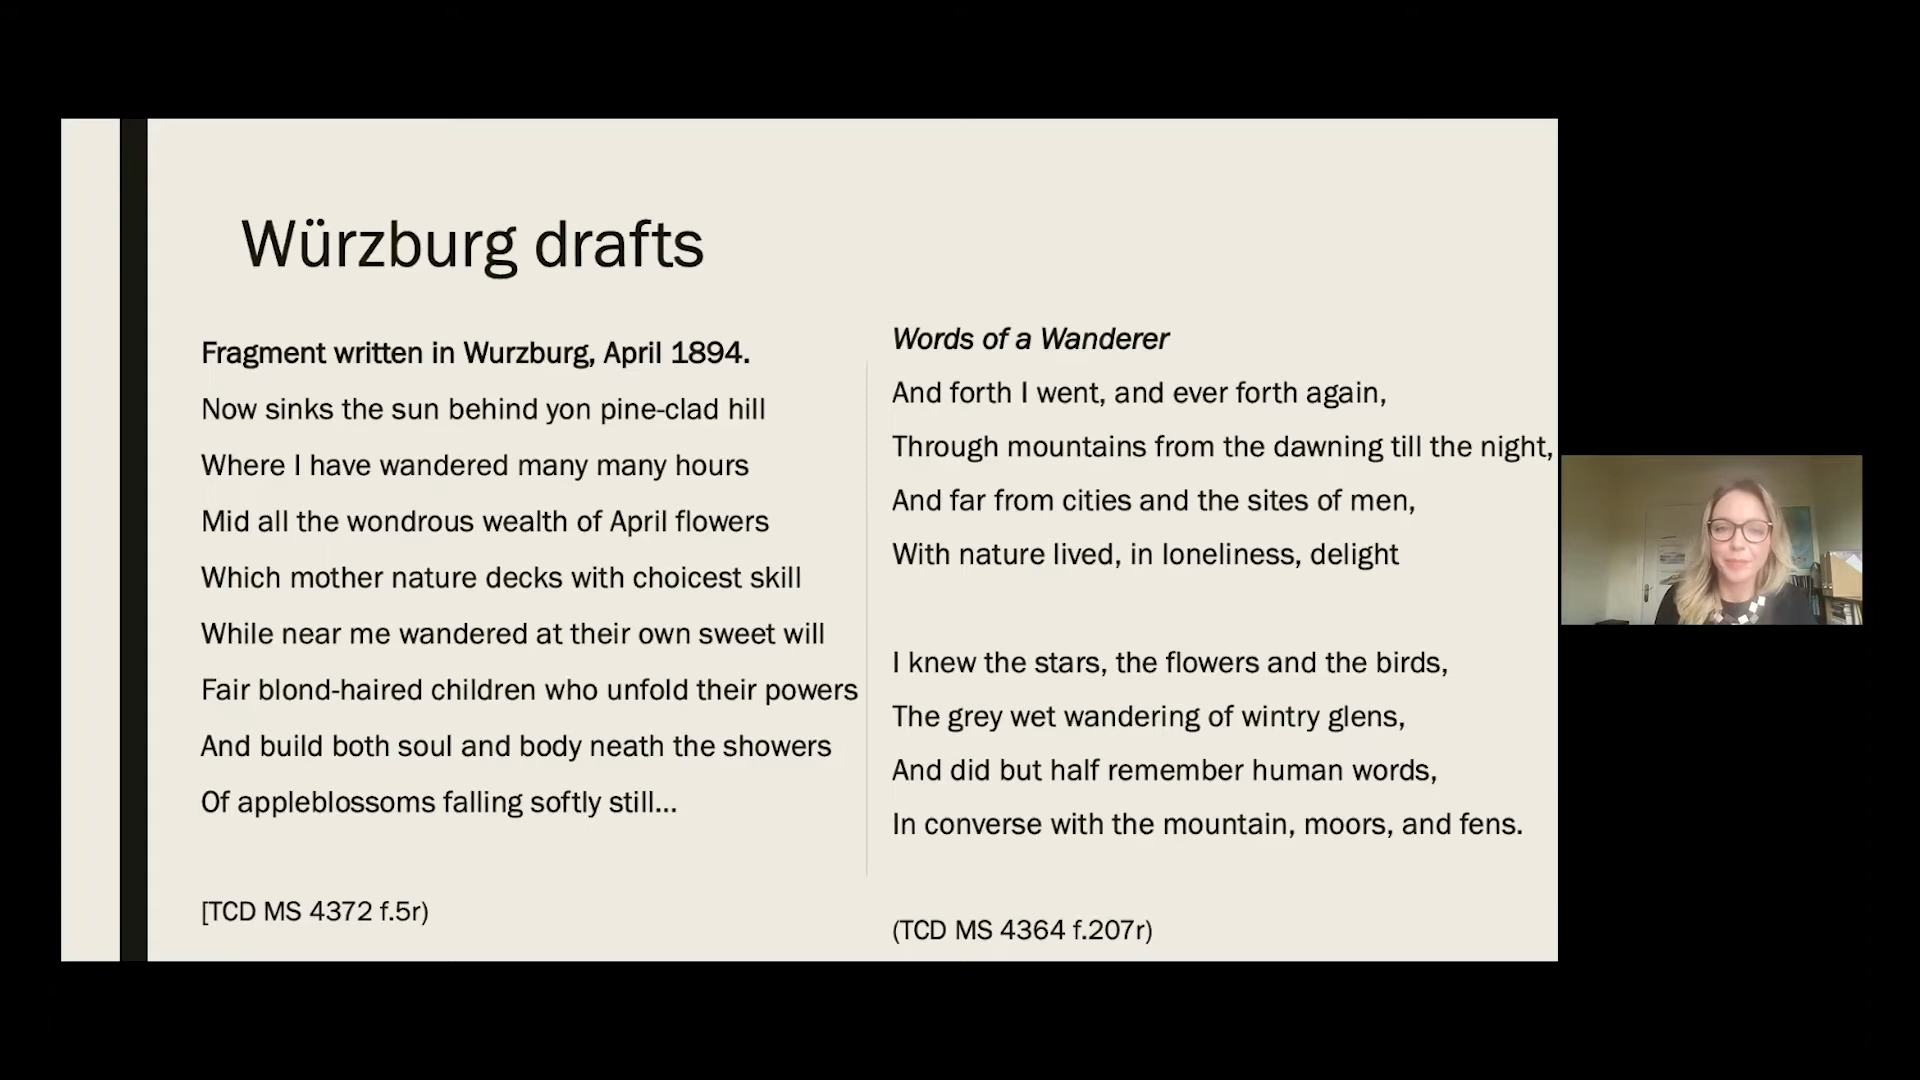 Würzburg drafts
Fragment written in Wurzburg, April 1894.
Now sinks the sun behind yon pine-clad hill
Where I have wandered many many hours
Mid all the wondrous wealth of April flowers
Which mother nature decks with choicest skill
While near me wandered at their own sweet will
Fair blond-haired children who unfold their powers
And build both soul and body neath the showers
Of appleblossoms falling softly still...
[TCD MS 4372 f.5r)
Words of a Wanderer
And forth I went, and ever forth again,
Through mountains from the dawning till the night,
And far from cities and the sites of men,
With nature lived, in loneliness, delight
I knew the stars, the flowers and the birds,
The grey wet wandering of wintry glens,
And did but half remember human words,
In converse with the mountain, moors, and fens.
(TCD MS 4364 f.207r)